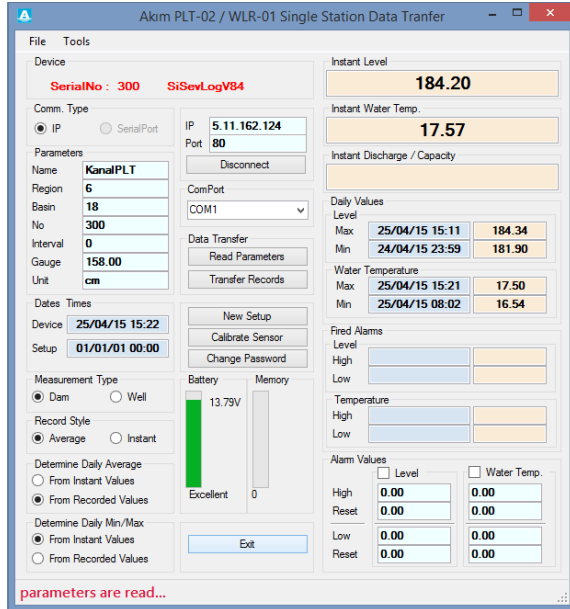 Akım PLT-02 / WLR-01 Single Station Data Tranfer
File Tools
Device
SerialNo : 300 SiSevLogV84
Comm. Type
IP SerialPort
Parameters
Name KanalPLT
Region 6
Basin 18
No 300
Interval 0
Gauge 158.00
Unit cm
Dates Times
Device 25/04/15 15:22
Setup 01/01/01 00:00
Measurement Type
Dam Well
Record Style
Average Instant
Determine Daily Average
From Instant Values
From Recorded Values
Determine Daily Min/Max
From Instant Values
From Recorded Values
IP 5.11.162.124
Port 80
Disconnect
ComPort
COM1
Data Transfer
Read Parameters
Transfer Records
New Setup
Calibrate Sensor
Change Password
Battery Memory
13.79V
Excellent 0
Exit
Instant Level
184.20
Instant Water Temp.
17.57
Instant Discharge / Capacity
Daily Values
Level
Max 25/04/15 15:11 184.34
Min 24/04/15 23:59 181.90
Water Temperature
Max 25/04/15 15:21 17.50
Min 25/04/15 08:02 16.54
Fired Alarms
Level
High
Low
Temperature
High
Low
Alarm Values
Level Water Temp.
High 0.00 0.00
Reset 0.00 0.00
Low 0.00 0.00
Reset 0.00 0.00
parameters are read...